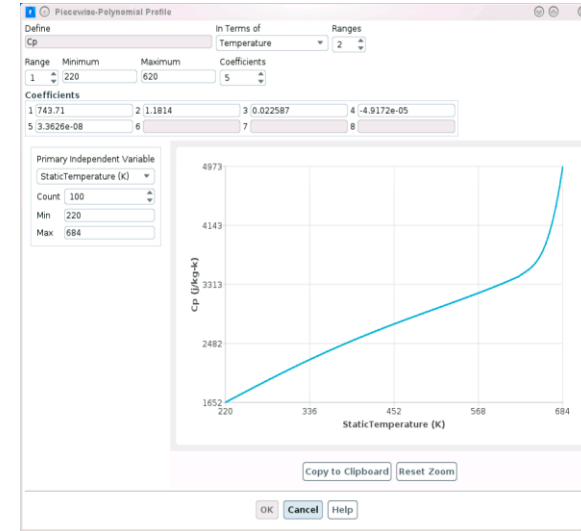 Piecewise-Polynomial Profile
Define In Terms of Ranges
Cp Temperature 2
Range Minimum Maximum Coefficients
1 220 620 5
Coefficients
1 743.71 2 1.1814 3 0.022587 4 -4.9172e-05
5 3.3626e-08 6 7 8
Primary Independent Variable
StaticTemperature (K)
Count 100
Min 220
Max 684
Cp (j/kg-k)
4973
4143
3313
2482
1652
220 336 452 568 684
StaticTemperature (K)
Copy to Clipboard Reset Zoom
OK Cancel Help